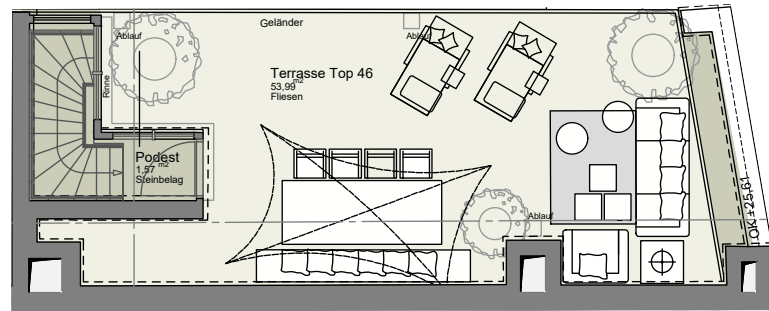 Geländer
Ablauf
Ablauf
Rinne
Terrasse Top 46
53,99 m2
Fliesen
Podest
1,57 m2
Steinbelag
Ablauf
OK ±25,61